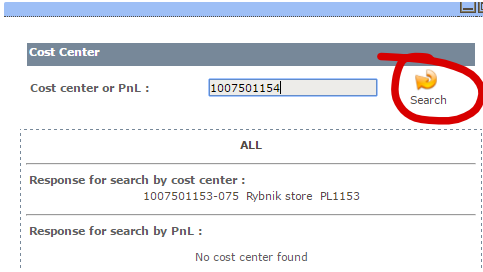 Cost Center
Cost center or PnL : 1007501154
Search
ALL
Response for search by cost center :
1007501153-075 Rybnik store PL1153
Response for search by PnL :
No cost center found